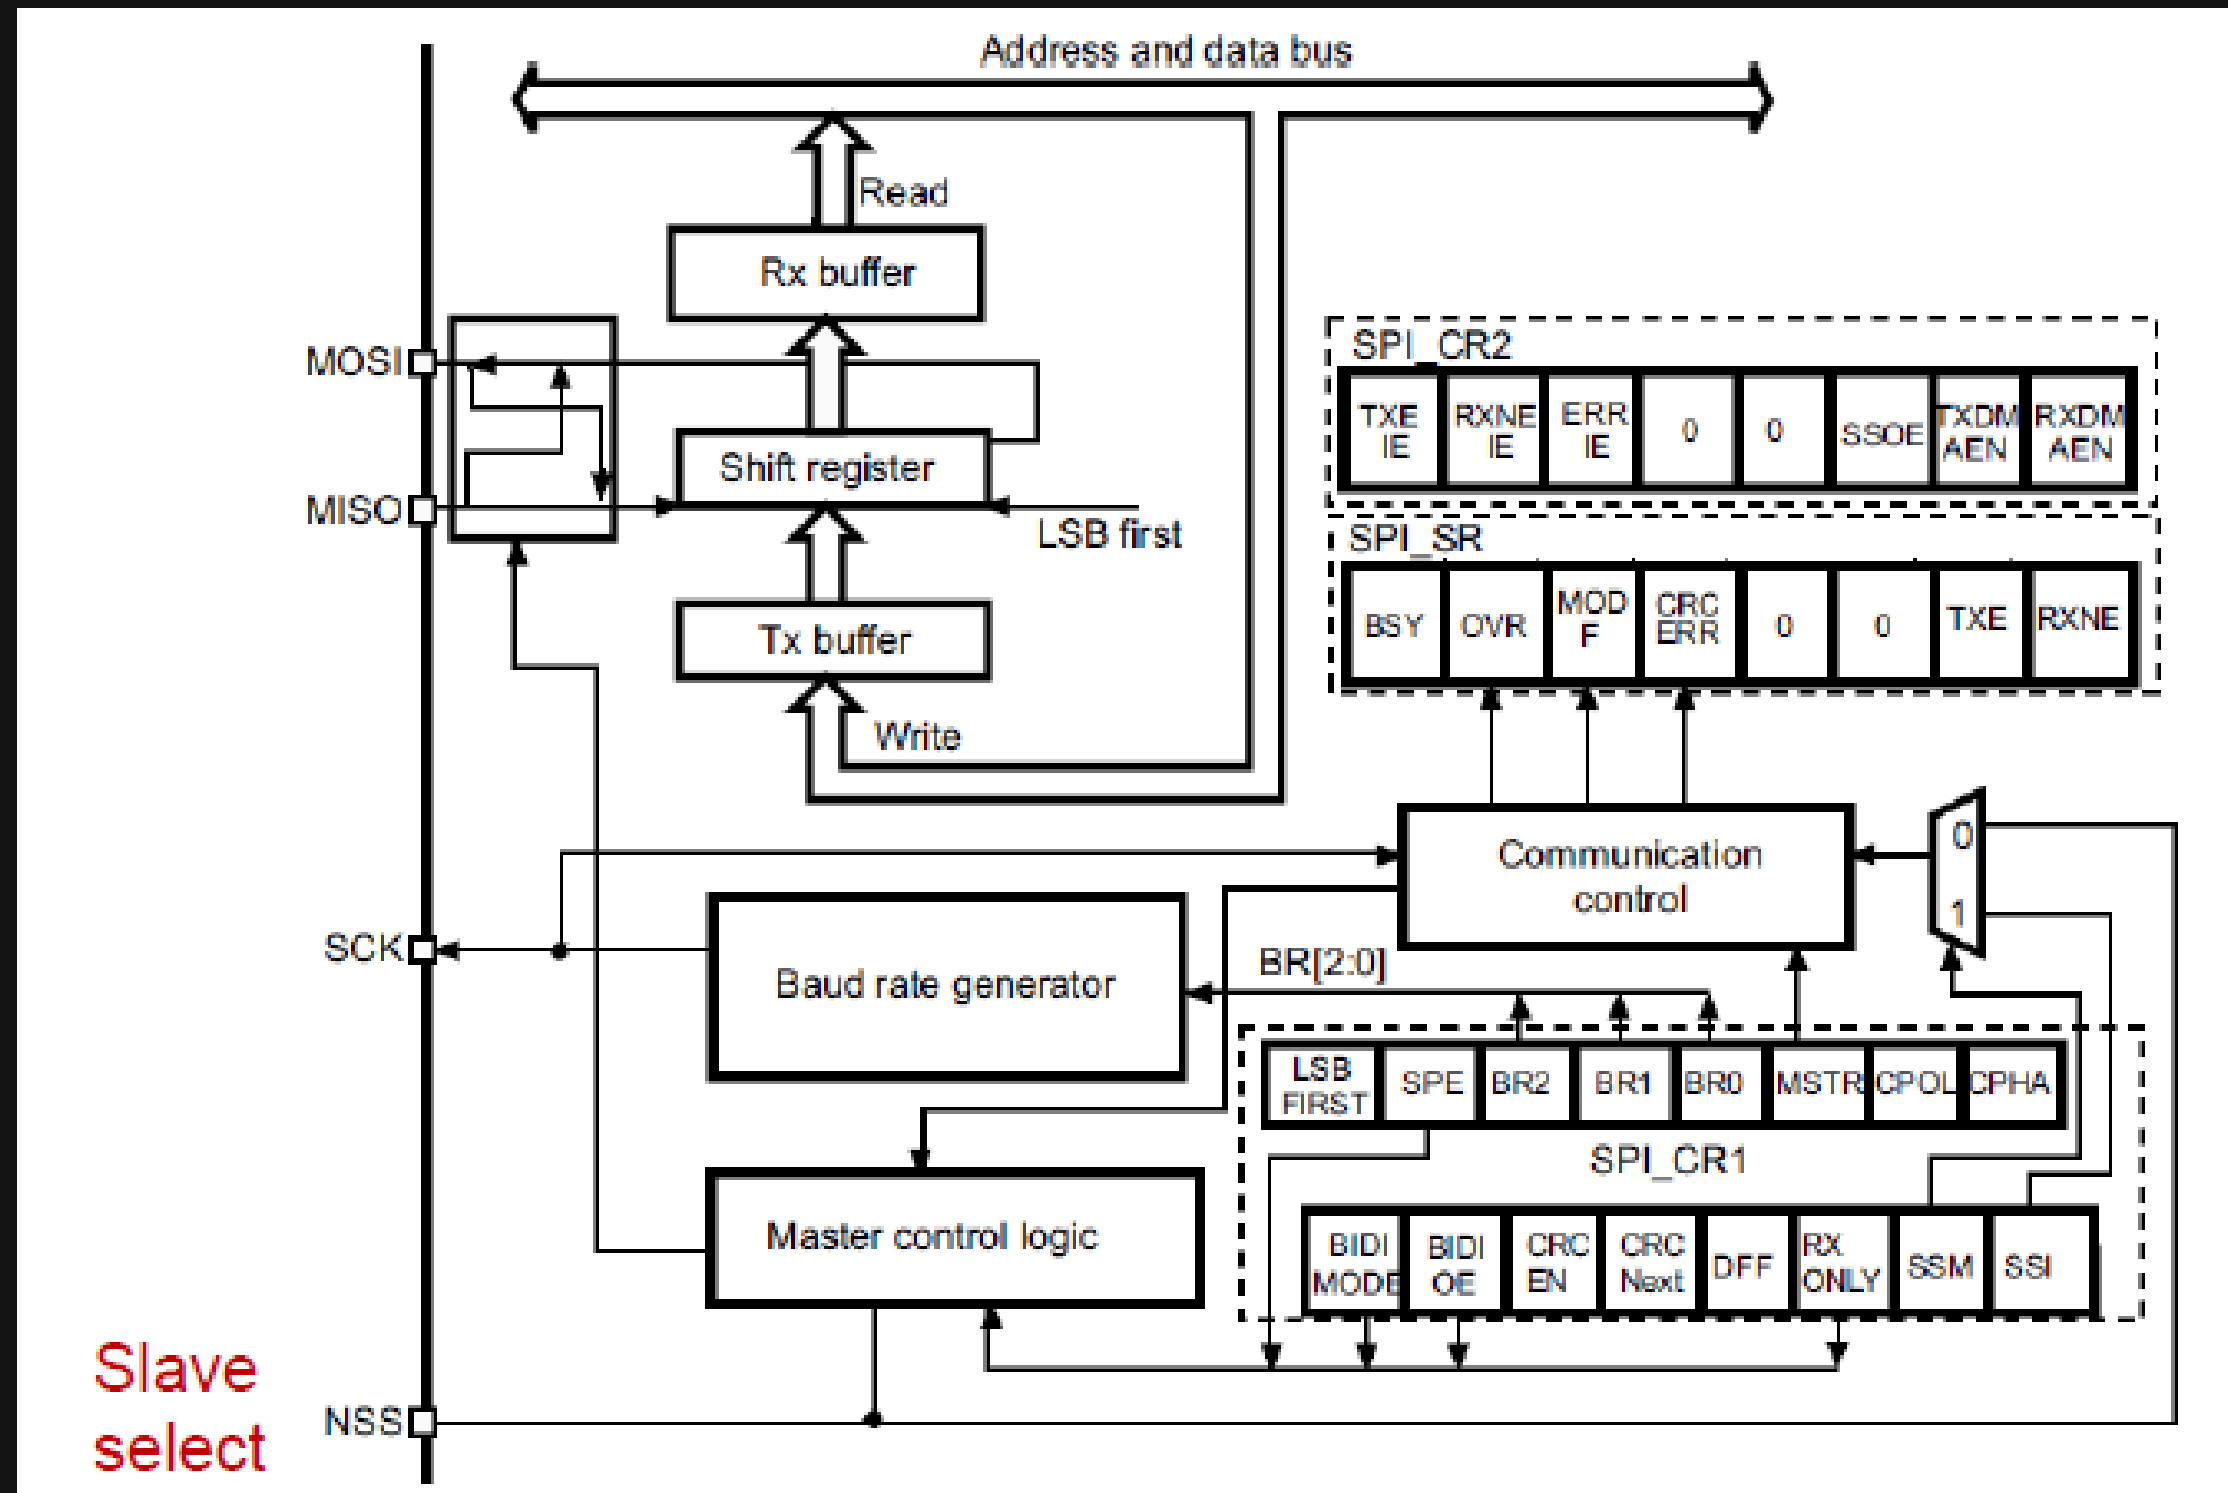 Address and data bus
Read
Rx buffer
MOSI
Shift register
MISO
LSB first
Tx buffer
Write
SPI_CR2
TXE IE
RXNE IE
ERR IE
0
0
SSOE
TXDM AEN
RXDM AEN
SPI_SR
BSY
OVR
MOD F
CRC ERR
0
0
TXE
RXNE
Communication
control
0
1
SCK
Baud rate generator
BR[2:0]
LSB FIRST
SPE
BR2
BR1
BR0
MSTR
CPOL
CPHA
SPI_CR1
Master control logic
BIDI MODE
BIDI OE
CRC EN
CRC Next
DFF
RX ONLY
SSM
SSI
Slave
select
NSS